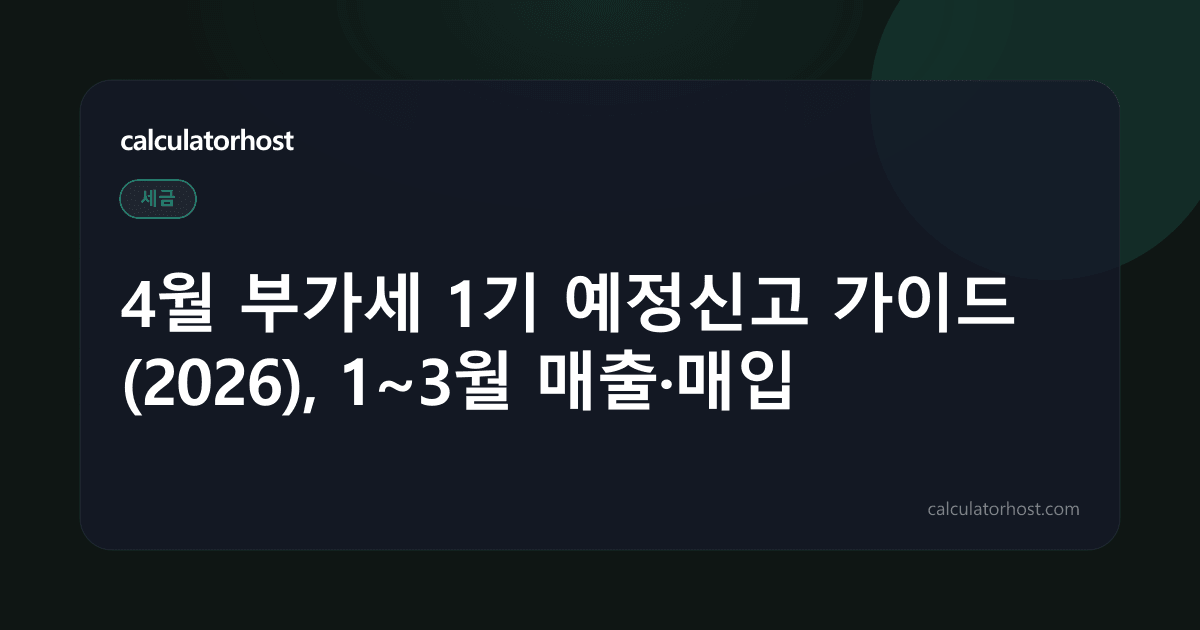 calculatorhost
세금
4월 부가세 1기 예정신고 가이드
(2026), 1~3월 매출·매입
calculatorhost.com